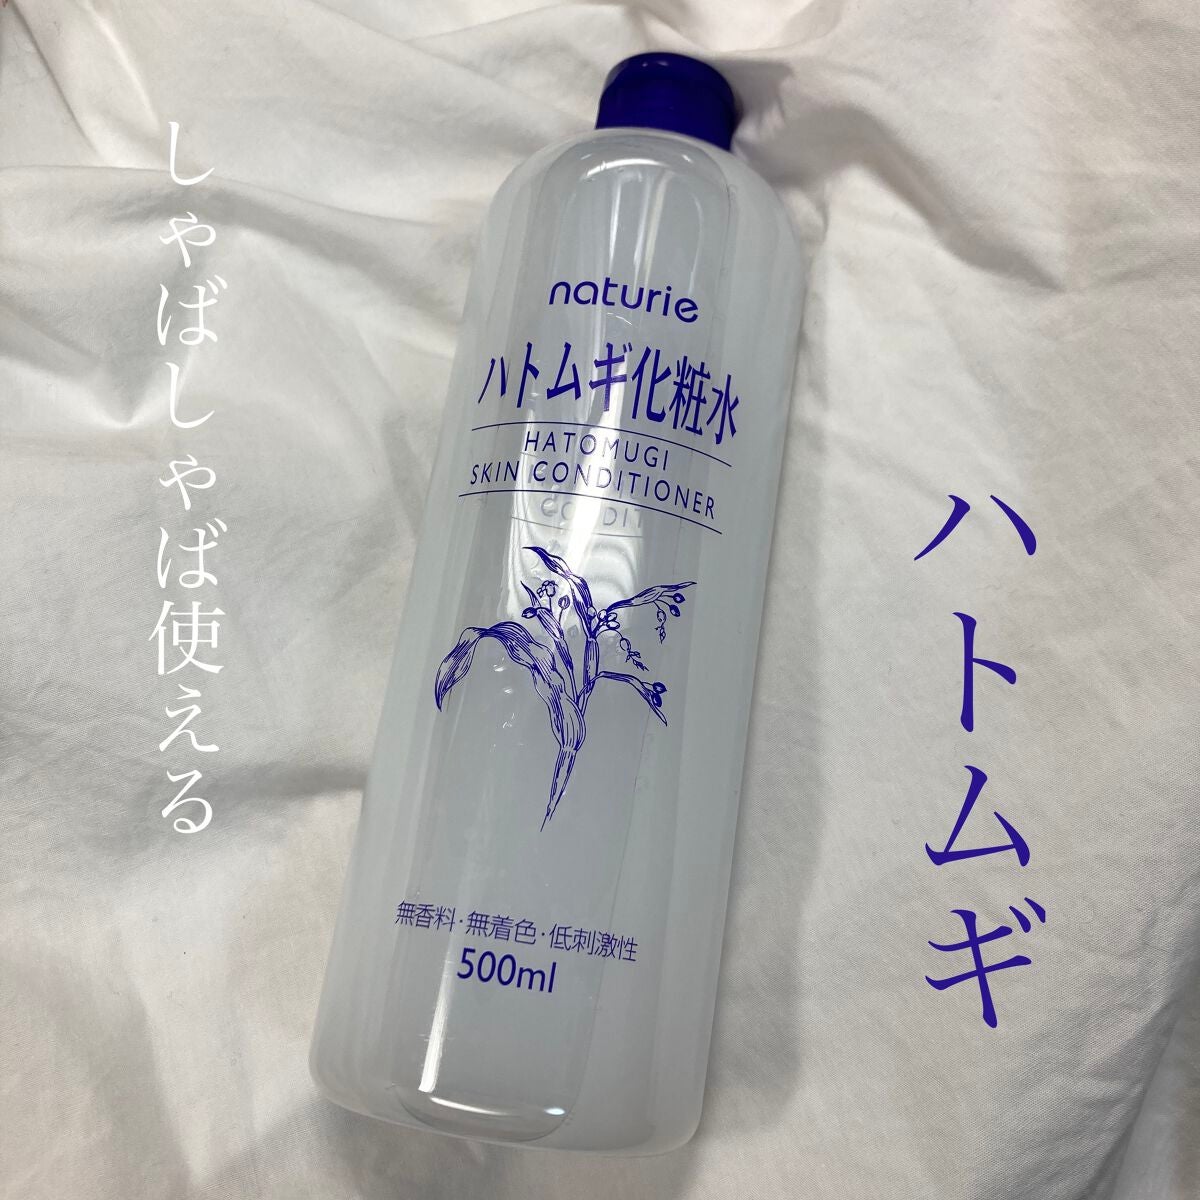 しゃばしゃば使える
naturie
ハトムギ化粧水
HATOMUGI
SKIN CONDITIONER
CONDIT
無香料・無着色・低刺激性
500ml
ハトムギ